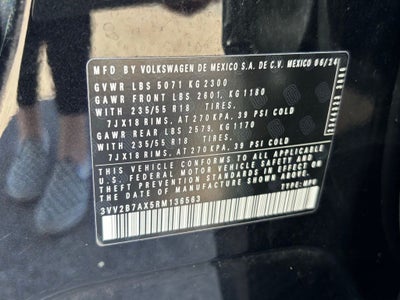 MFD BY VOLKSWAGEN DE MEXICO S.A. DE C.V. MEXICO 06/24
GVWR LBS 5071 KG 2300
GAWR FRONT LBS 2601, KG 1180
WITH 235/55 R18 TIRES.
7JX18 RIMS, AT 270 KPA, 39 PSI COLD
GAWR REAR LBS 2579, KG 1170
WITH 235/55 R18 TIRES.
7JX18 RIMS, AT 270 KPA, 39 PSI COLD
THIS VEHICLE CONFORMS TO ALL APPLICABLE
U.S. FEDERAL MOTOR VEHICLE SAFETY AND
THEFT PREVENTION STANDARDS IN EFFECT ON
THE DATE OF MANUFACTURE SHOWN ABOVE.
3VV2B7AX5RM136563 TYPE: MPV